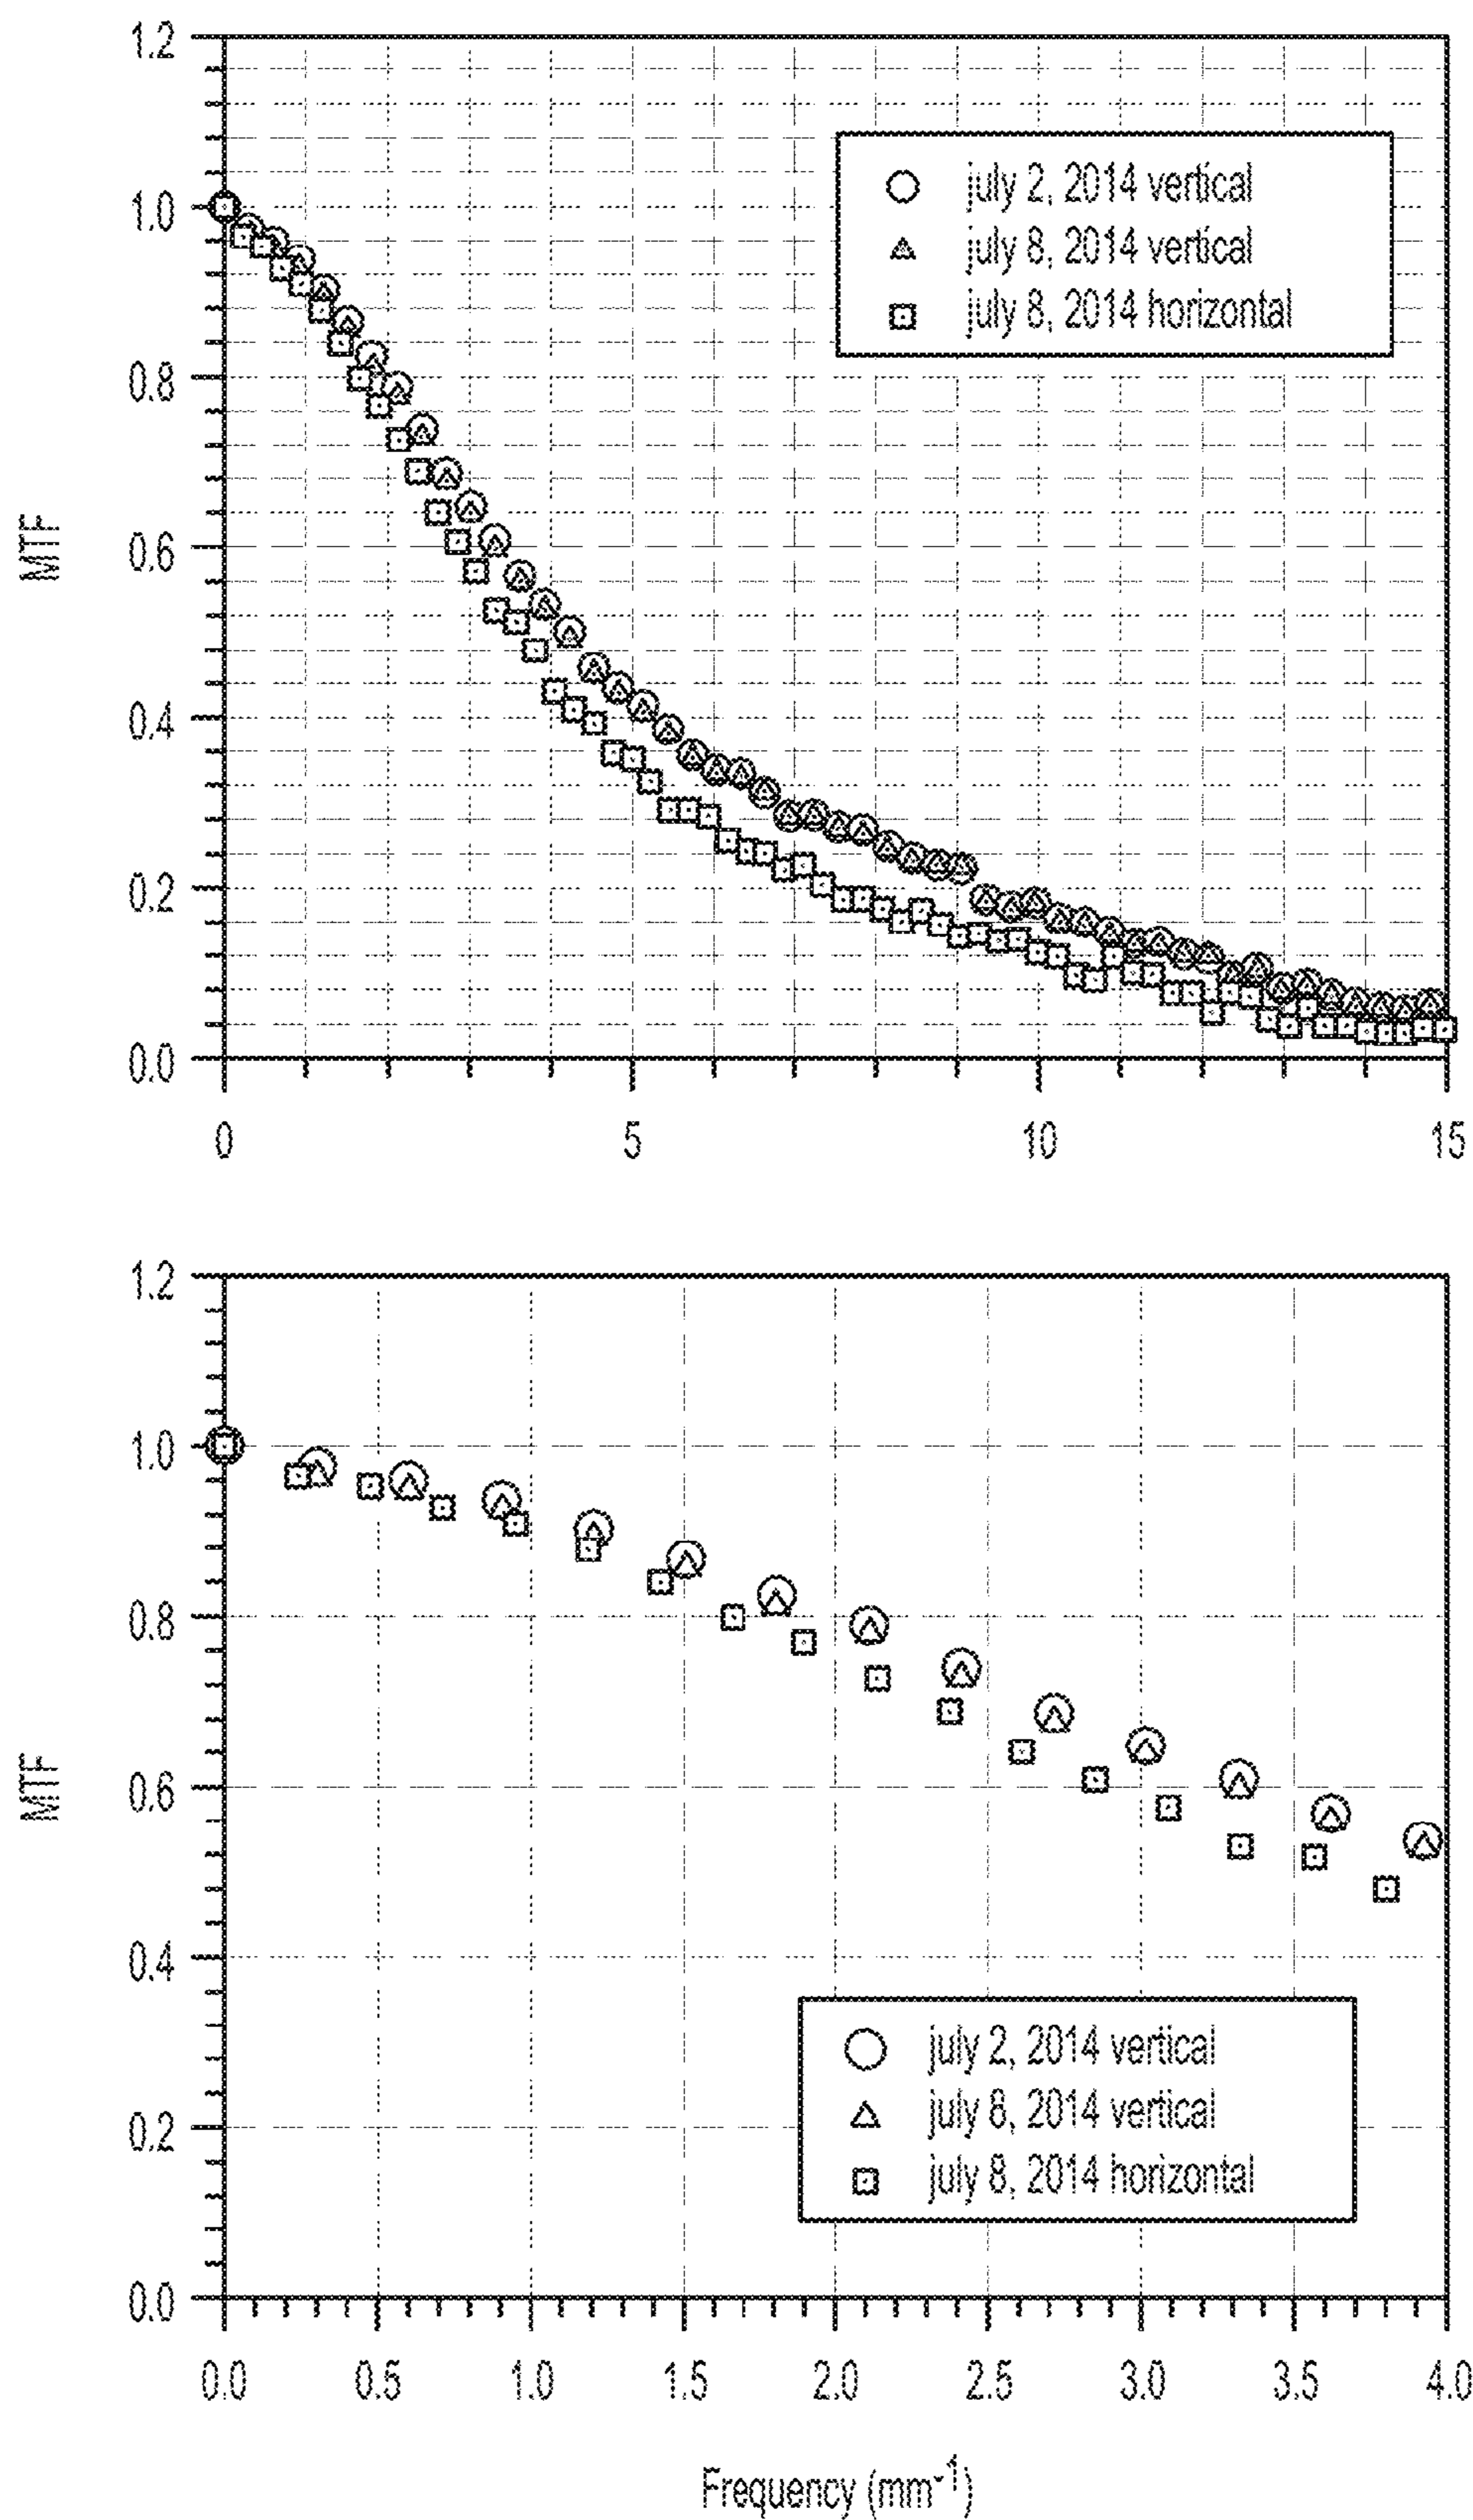 1.2
1.0
0.8
0.6
0.4
0.2
0.0
MTF
july 2, 2014 vertical
july 8, 2014 vertical
july 8, 2014 horizontal
0 5 10 15
1.2
1.0
0.8
0.6
0.4
0.2
0.0
MTF
july 2, 2014 vertical
july 8, 2014 vertical
july 8, 2014 horizontal
0.0 0.5 1.0 1.5 2.0 2.5 3.0 3.5 4.0
Frequency (mm⁻¹)